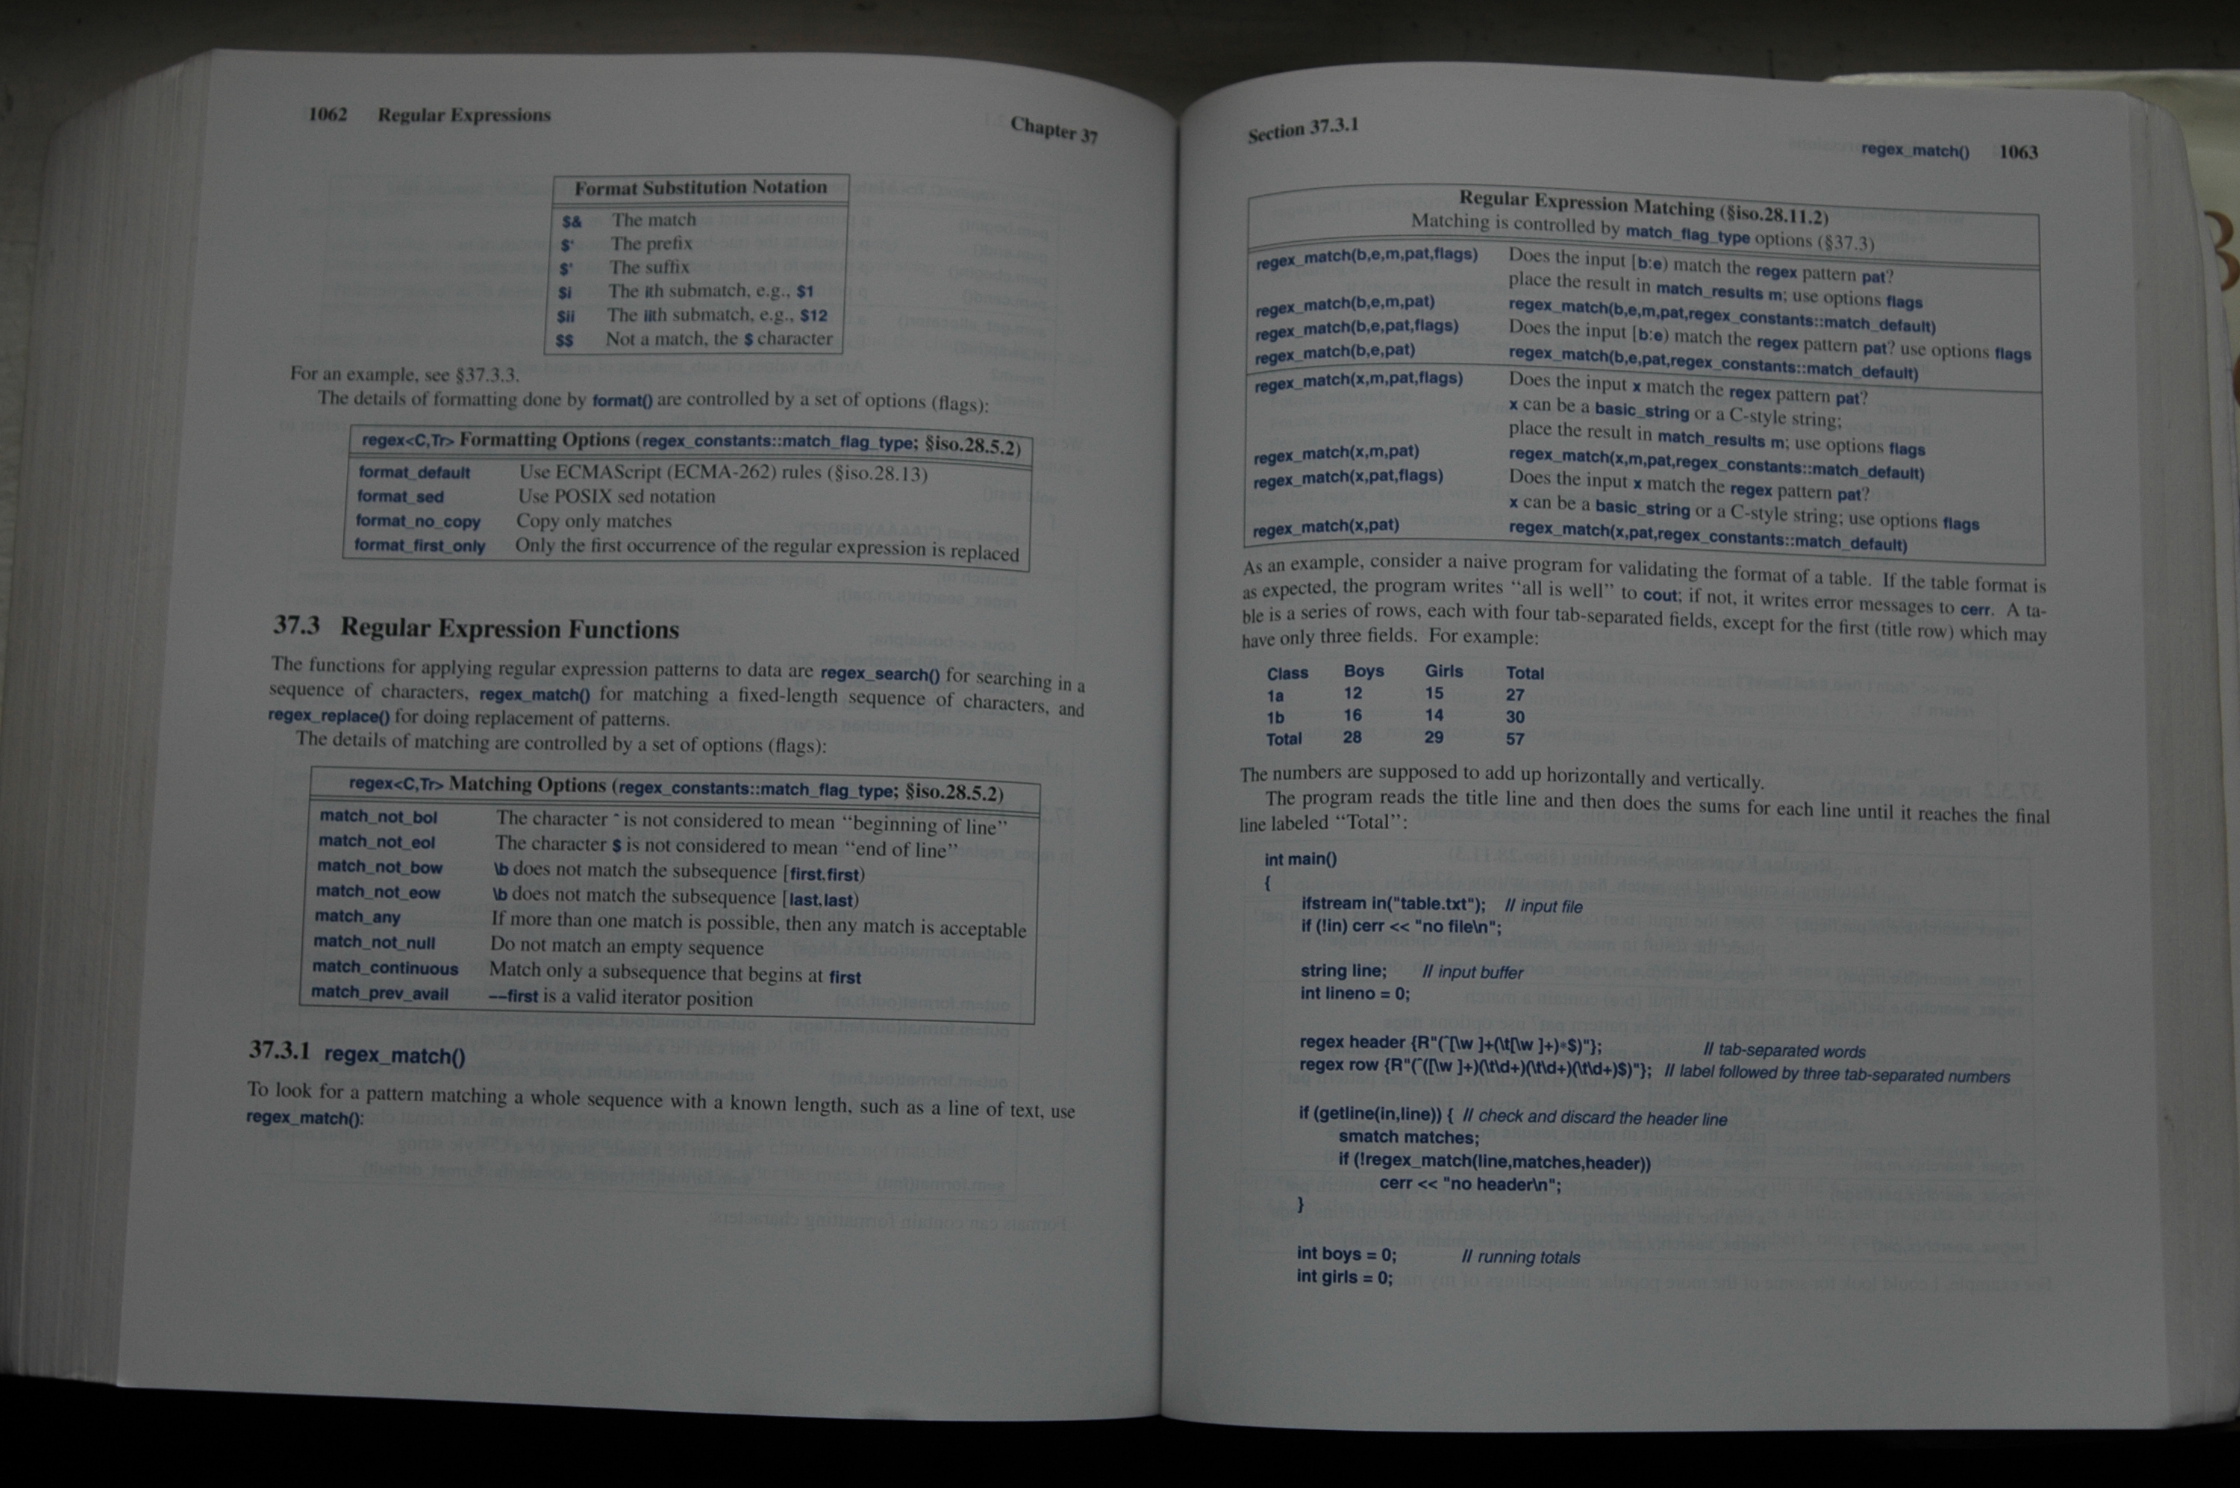 1062 Regular Expressions Chapter 37
Format Substitution Notation
$& The match
$` The prefix
$' The suffix
$i The ith submatch, e.g., $1
$ii The iith submatch, e.g., $12
$$ Not a match, the $ character
For an example, see §37.3.3.
The details of formatting done by format() are controlled by a set of options (flags):
regex<C,Tr> Formatting Options (regex_constants::match_flag_type; §iso.28.5.2)
format_default Use ECMAScript (ECMA-262) rules (§iso.28.13)
format_sed Use POSIX sed notation
format_no_copy Copy only matches
format_first_only Only the first occurrence of the regular expression is replaced
37.3 Regular Expression Functions
The functions for applying regular expression patterns to data are regex_search() for searching in a
sequence of characters, regex_match() for matching a fixed-length sequence of characters, and
regex_replace() for doing replacement of patterns.
The details of matching are controlled by a set of options (flags):
regex<C,Tr> Matching Options (regex_constants::match_flag_type; §iso.28.5.2)
match_not_bol The character ^ is not considered to mean “beginning of line”
match_not_eol The character $ is not considered to mean “end of line”
match_not_bow \b does not match the subsequence [first,first)
match_not_eow \b does not match the subsequence [last,last)
match_any If more than one match is possible, then any match is acceptable
match_not_null Do not match an empty sequence
match_continuous Match only a subsequence that begins at first
match_prev_avail --first is a valid iterator position
37.3.1 regex_match()
To look for a pattern matching a whole sequence with a known length, such as a line of text, use
regex_match():
Section 37.3.1 regex_match() 1063
Regular Expression Matching (§iso.28.11.2)
Matching is controlled by match_flag_type options (§37.3)
regex_match(b,e,m,pat,flags) Does the input [b:e) match the regex pattern pat?
place the result in match_results m; use options flags
regex_match(b,e,m,pat) regex_match(b,e,m,pat,regex_constants::match_default)
regex_match(b,e,pat,flags) Does the input [b:e) match the regex pattern pat? use options flags
regex_match(b,e,pat) regex_match(b,e,pat,regex_constants::match_default)
regex_match(x,m,pat,flags) Does the input x match the regex pattern pat?
x can be a basic_string or a C-style string;
place the result in match_results m; use options flags
regex_match(x,m,pat) regex_match(x,m,pat,regex_constants::match_default)
regex_match(x,pat,flags) Does the input x match the regex pattern pat?
x can be a basic_string or a C-style string; use options flags
regex_match(x,pat) regex_match(x,pat,regex_constants::match_default)
As an example, consider a naive program for validating the format of a table. If the table format is
as expected, the program writes “all is well” to cout; if not, it writes error messages to cerr. A ta-
ble is a series of rows, each with four tab-separated fields, except for the first (title row) which may
have only three fields. For example:
Class Boys Girls Total
1a 12 15 27
1b 16 14 30
Total 28 29 57
The numbers are supposed to add up horizontally and vertically.
The program reads the title line and then does the sums for each line until it reaches the final
line labeled “Total”:
int main()
{
ifstream in("table.txt"); // input file
if (!in) cerr << "no file\n";
string line; // input buffer
int lineno = 0;
regex header {R"(^[\w ]+(\t[\w ]+)*$)"}; // tab-separated words
regex row {R"(^([\w ]+)(\t\d+)(\t\d+)(\t\d+)$)"}; // label followed by three tab-separated numbers
if (getline(in,line)) { // check and discard the header line
smatch matches;
if (!regex_match(line,matches,header))
cerr << "no header\n";
}
int boys = 0; // running totals
int girls = 0;